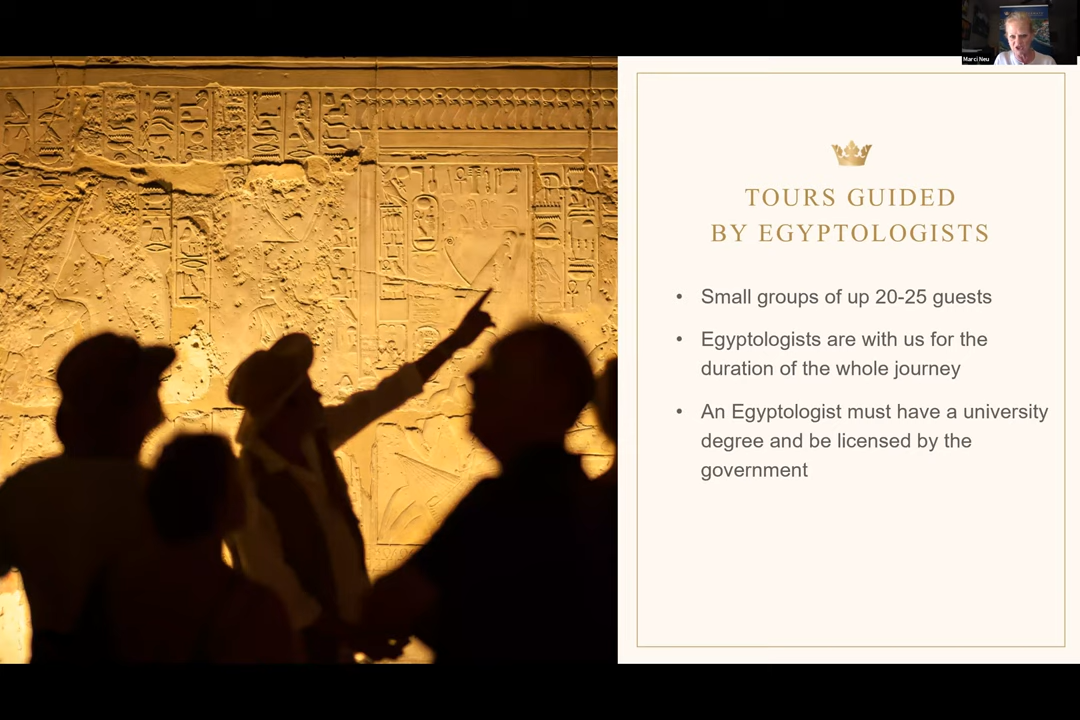 Marci Neu
TOURS GUIDED
BY EGYPTOLOGISTS
• Small groups of up 20-25 guests
• Egyptologists are with us for the
duration of the whole journey
• An Egyptologist must have a university
degree and be licensed by the
government